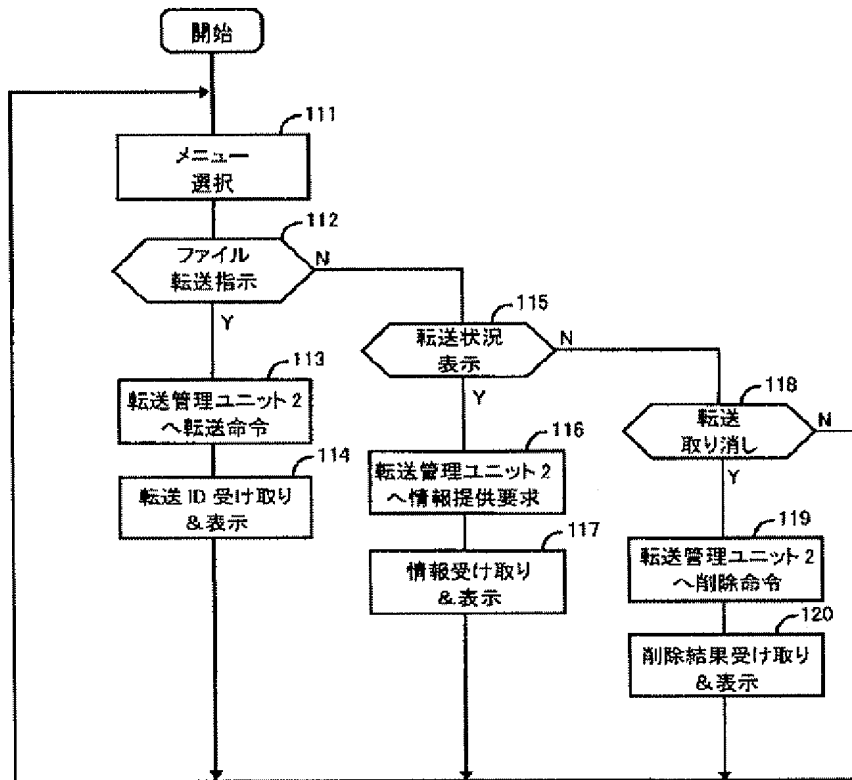 開始
111
メニュー
選択
112
ファイル
転送指示
N
Y
115
転送状況
表示
N
Y
113
転送管理ユニット2
へ転送命令
118
転送
取り消し
N
Y
114
転送ID受け取り
&表示
116
転送管理ユニット2
へ情報提供要求
117
情報受け取り
&表示
119
転送管理ユニット2
へ削除命令
120
削除結果受け取り
&表示